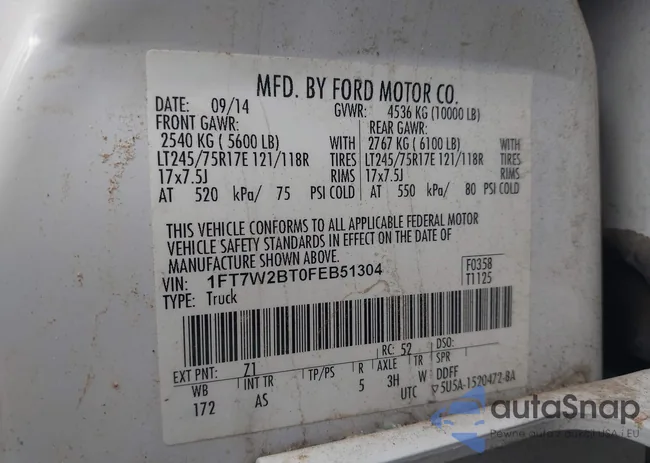 MFD. BY FORD MOTOR CO.
DATE: 09/14 GVWR: 4536 KG (10000 LB)
FRONT GAWR: REAR GAWR:
2540 KG ( 5600 LB) WITH 2767 KG ( 6100 LB) WITH
LT245/75R17E 121/118R TIRES LT245/75R17E 121/118R TIRES
17x7.5J RIMS 17x7.5J RIMS
AT 520 kPa/ 75 PSI COLD AT 550 kPa/ 80 PSI COLD
THIS VEHICLE CONFORMS TO ALL APPLICABLE FEDERAL MOTOR
VEHICLE SAFETY STANDARDS IN EFFECT ON THE DATE OF
MANUFACTURE SHOWN ABOVE.
VIN: 1FT7W2BT0FEB51304 F0358
TYPE: Truck T1125
EXT PNT: Z1 RC: 52 DSO:
WB INT TR TP/PS R AXLE TR SPR
172 AS 5 3H W DDFF
UTC 5U5A-1520472-BA
autaSnap
Pewne auta z aukcji USA i EU